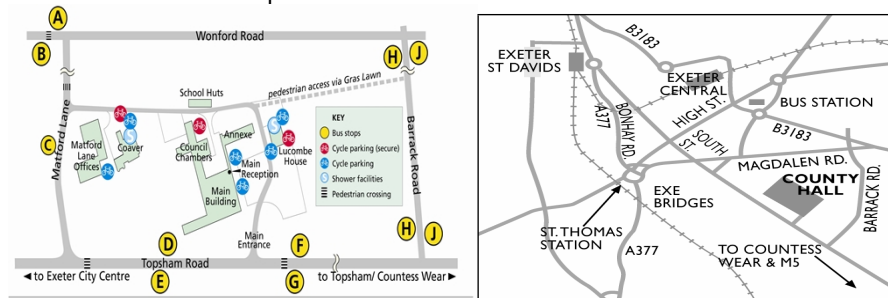 A
B
Wonford Road
H
J
pedestrian access via Gras Lawn
School Huts
Matford Lane
C
Matford
Lane
Offices
Coaver
Council
Chambers
Annexe
Lucombe
House
Main
Reception
Main
Building
S
S
KEY
Bus stops
Cycle parking (secure)
Cycle parking
S
Shower facilities
Pedestrian crossing
Barrack Road
Main
Entrance
D
E
F
G
H
J
Topsham Road
to Exeter City Centre
to Topsham/ Countess Wear
EXETER
ST DAVIDS
B3183
EXETER
CENTRAL
HIGH ST.
BUS STATION
B3183
A377
BONHAY RD.
SOUTH
ST.
MAGDALEN RD.
COUNTY
HALL
BARRACK RD.
EXE
BRIDGES
ST. THOMAS
STATION
A377
TO COUNTESS
WEAR & M5